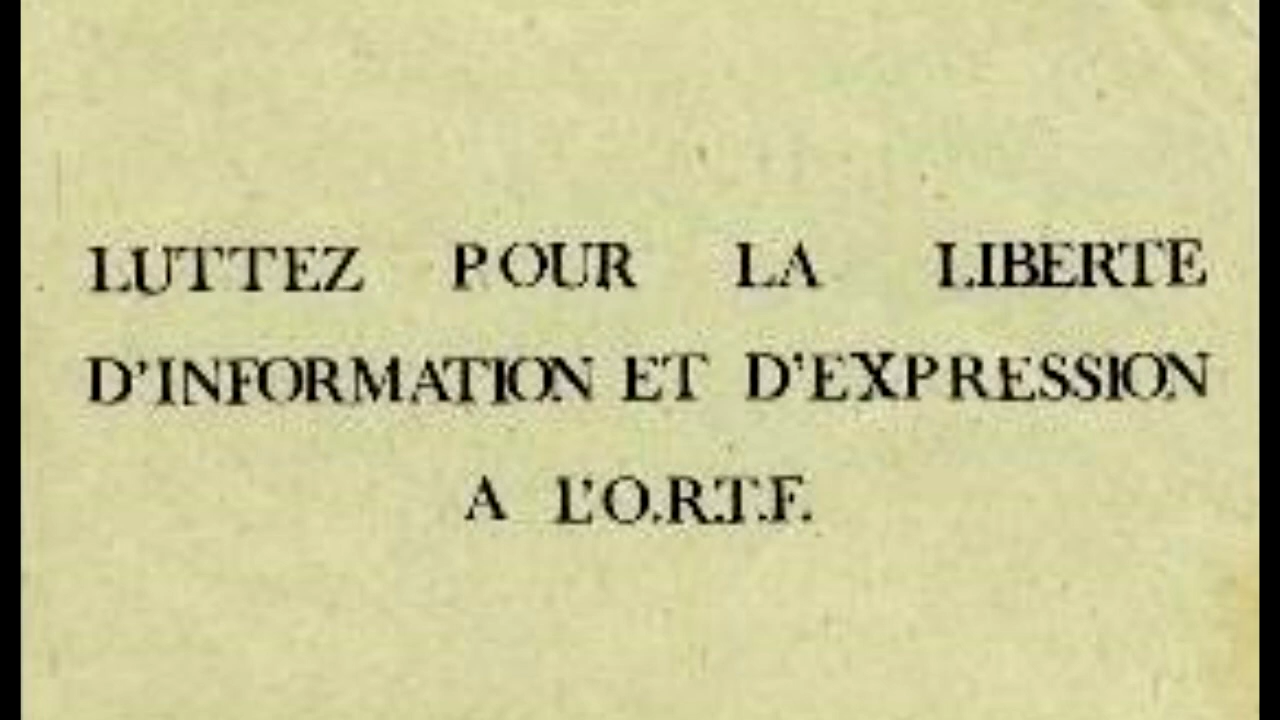 LUTTEZ POUR LA LIBERTE
D'INFORMATION ET D'EXPRESSION
A L'O.R.T.F.